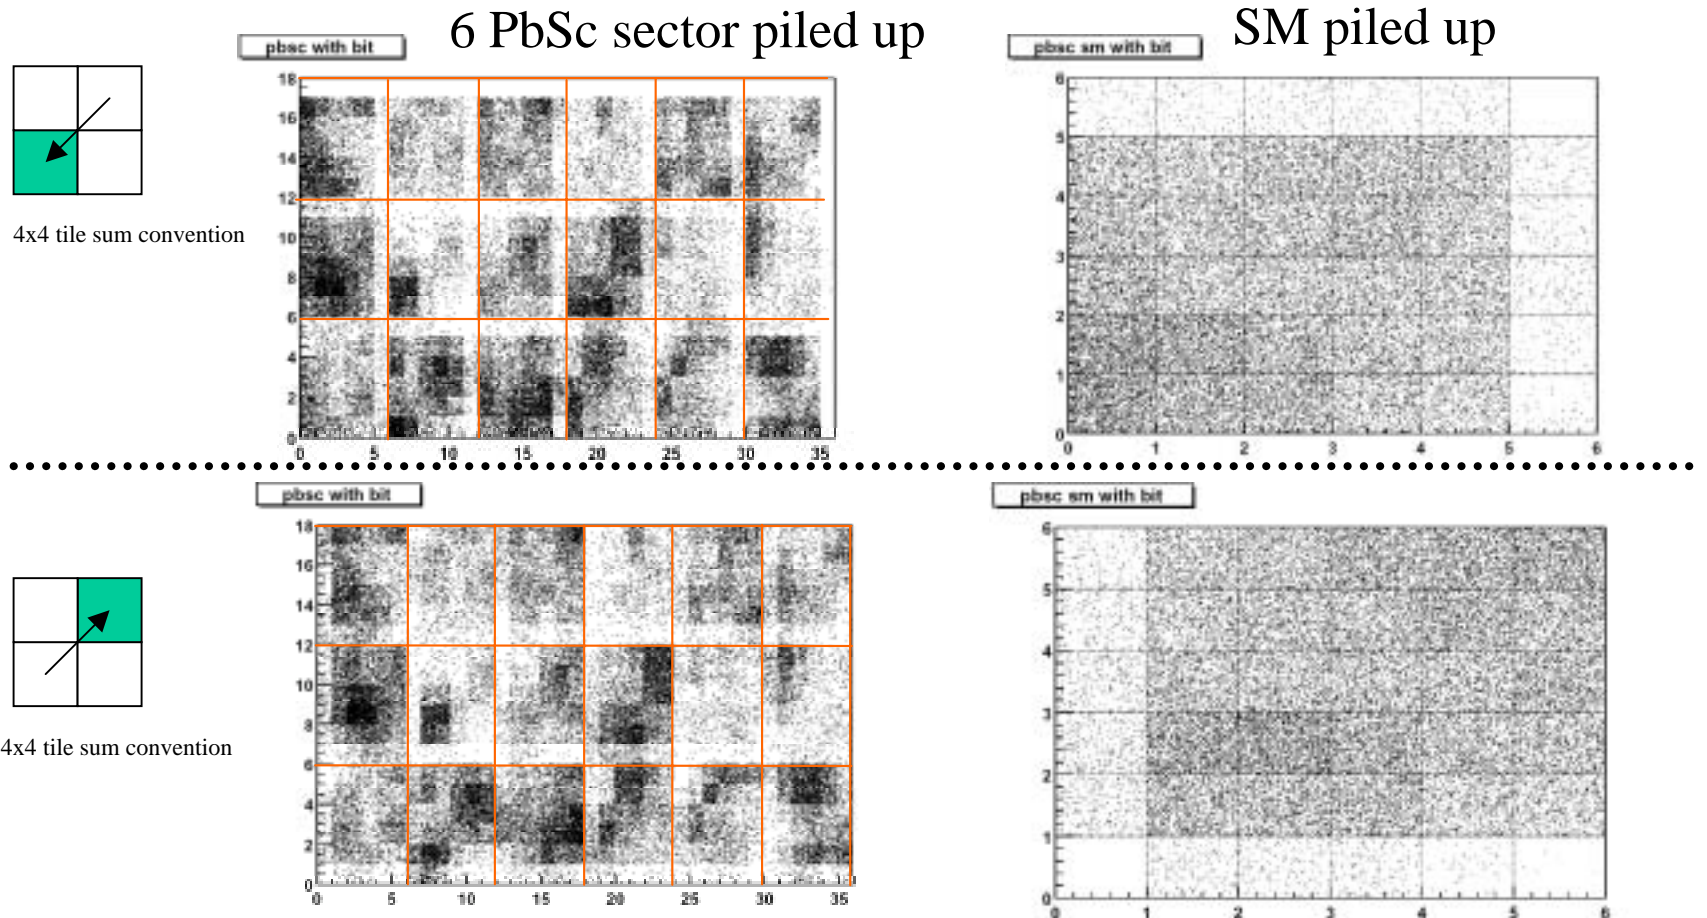 6 PbSc sector piled up
SM piled up
pbsc with bit
pbsc sm with bit
18
16
14
12
10
8
6
4
2
0
0 5 10 15 20 25 30 35
6
5
4
3
2
1
0
0 1 2 3 4 5 6
4x4 tile sum convention
pbsc with bit
pbsc sm with bit
18
16
14
12
10
8
6
4
2
0
0 5 10 15 20 25 30 35
6
5
4
3
2
1
0
0 1 2 3 4 5 6
4x4 tile sum convention